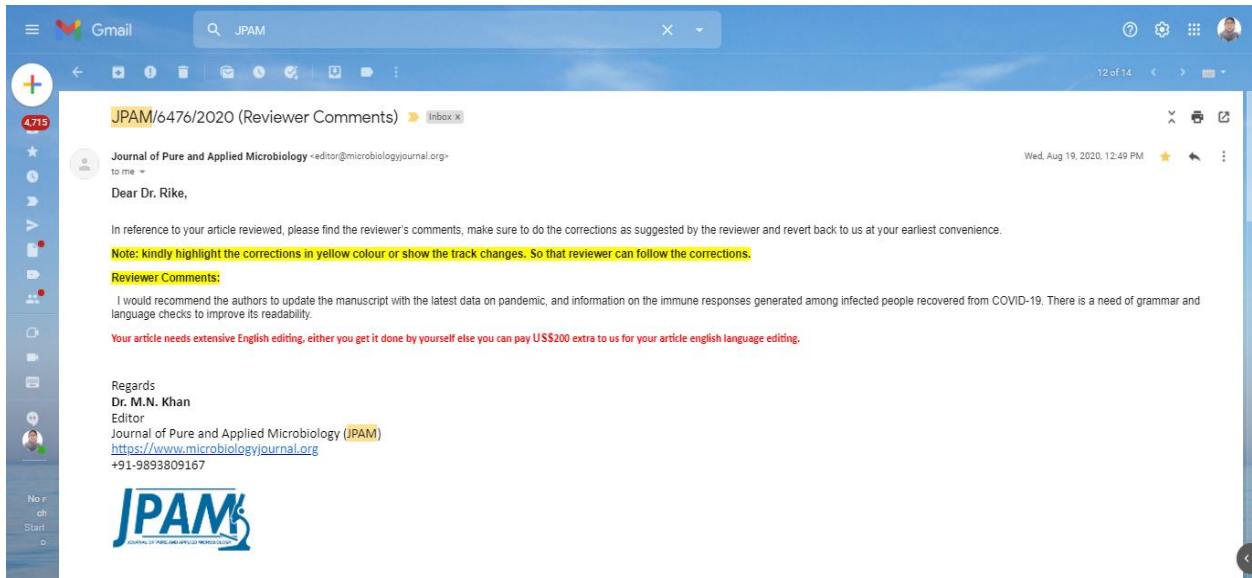 Gmail
JPAM
12 of 14
4,715
JPAM/6476/2020 (Reviewer Comments)
Inbox x
Journal of Pure and Applied Microbiology <editor@microbiologyjournal.org>
Wed, Aug 19, 2020, 12:49 PM
to me
Dear Dr. Rike,
In reference to your article reviewed, please find the reviewer's comments, make sure to do the corrections as suggested by the reviewer and revert back to us at your earliest convenience.
Note: kindly highlight the corrections in yellow colour or show the track changes. So that reviewer can follow the corrections.
Reviewer Comments:
I would recommend the authors to update the manuscript with the latest data on pandemic, and information on the immune responses generated among infected people recovered from COVID-19. There is a need of grammar and
language checks to improve its readability.
Your article needs extensive English editing, either you get it done by yourself else you can pay US$200 extra to us for your article english language editing.
Regards
Dr. M.N. Khan
Editor
Journal of Pure and Applied Microbiology (JPAM)
https://www.microbiologyjournal.org
+91-9893809167
No r
ch
Start
o
JPAM
JOURNAL OF PURE AND APPLIED MICROBIOLOGY